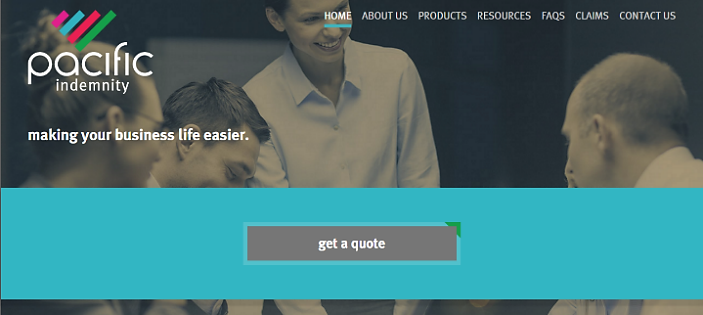 HOME ABOUT US PRODUCTS RESOURCES FAQS CLAIMS CONTACT US
pacific
indemnity
making your business life easier.
get a quote